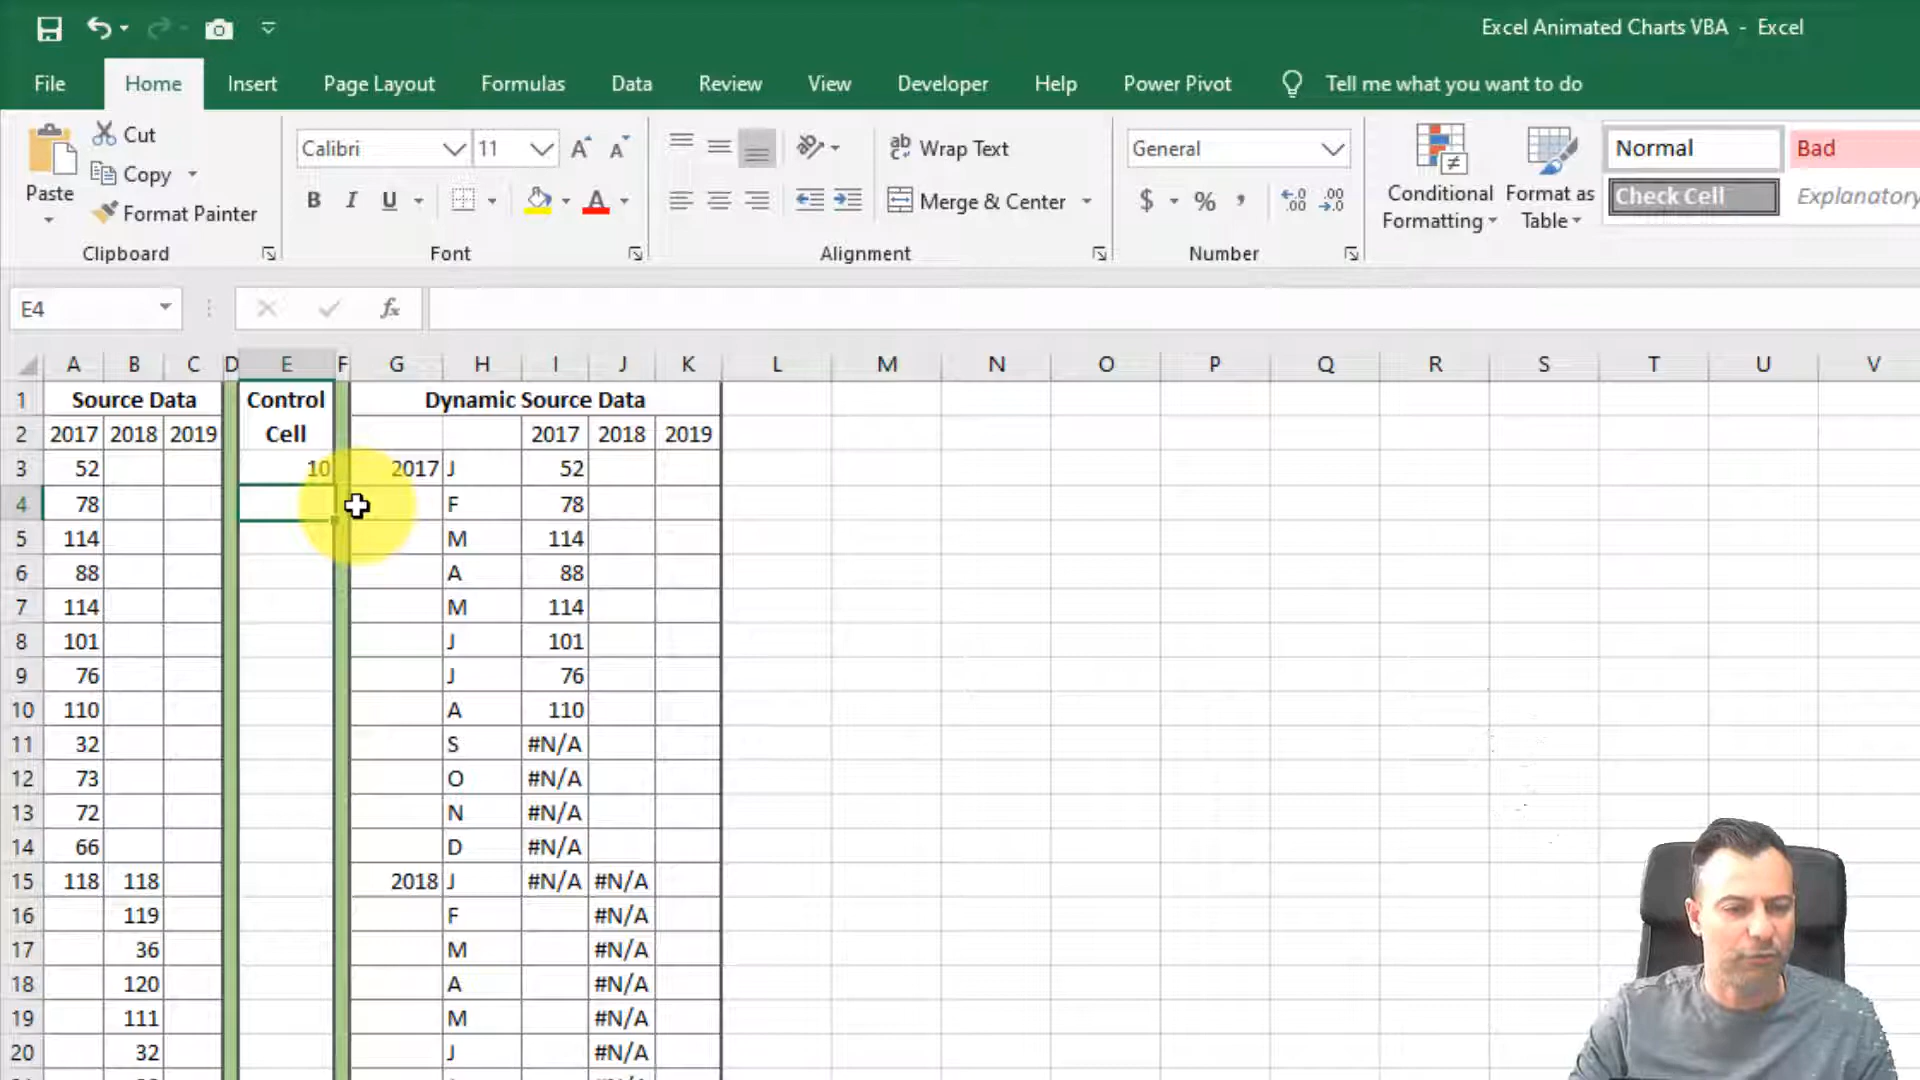 Excel Animated Charts VBA - Excel
File Home Insert Page Layout Formulas Data Review View Developer Help Power Pivot Tell me what you want to do
Paste
Cut
Copy
Format Painter
Clipboard
Calibri 11
B I U
Font
Wrap Text
Merge & Center
Alignment
General
$ % ,
Number
Conditional Formatting
Format as Table
Normal Bad
Check Cell Explanatory
E4 fx
A B C D E F G H I J K L M N O P Q R S T U V
1 Source Data Control Dynamic Source Data
2 2017 2018 2019 Cell 2017 2018 2019
3 52 10 2017 J 52
4 78 F 78
5 114 M 114
6 88 A 88
7 114 M 114
8 101 J 101
9 76 J 76
10 110 A 110
11 32 S #N/A
12 73 O #N/A
13 72 N #N/A
14 66 D #N/A
15 118 118 2018 J #N/A #N/A
16 119 F #N/A
17 36 M #N/A
18 120 A #N/A
19 111 M #N/A
20 32 J #N/A